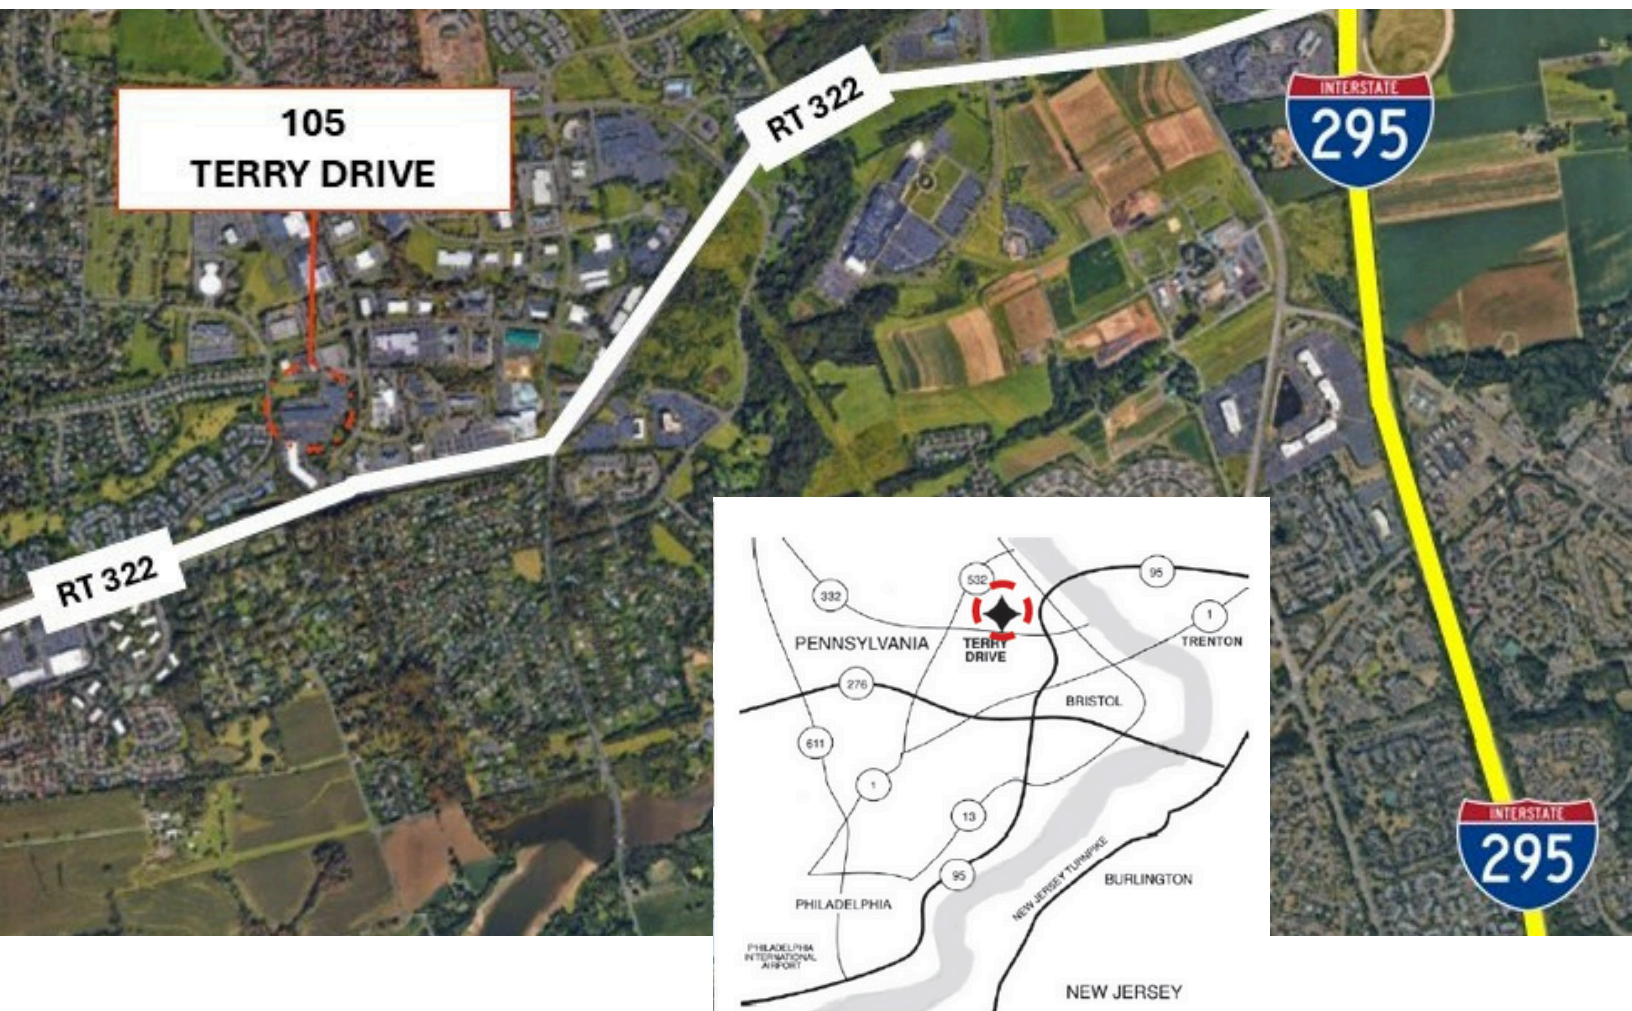 105
TERRY DRIVE
RT 322
INTERSTATE
295
RT 322
INTERSTATE
295
95
532
332
1
PENNSYLVANIA
TERRY
DRIVE
TRENTON
276
BRISTOL
611
1
13
95
NEW JERSEY TURNPIKE
BURLINGTON
PHILADELPHIA
PHILADELPHIA
INTERNATIONAL
AIRPORT
NEW JERSEY